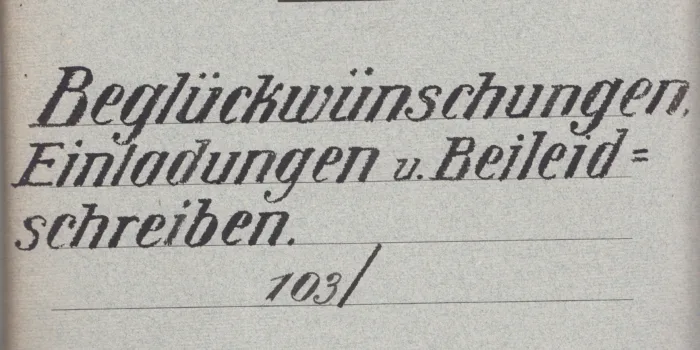 Beglückwünschungen,
Einladungen u. Beileid=
schreiben.
103/